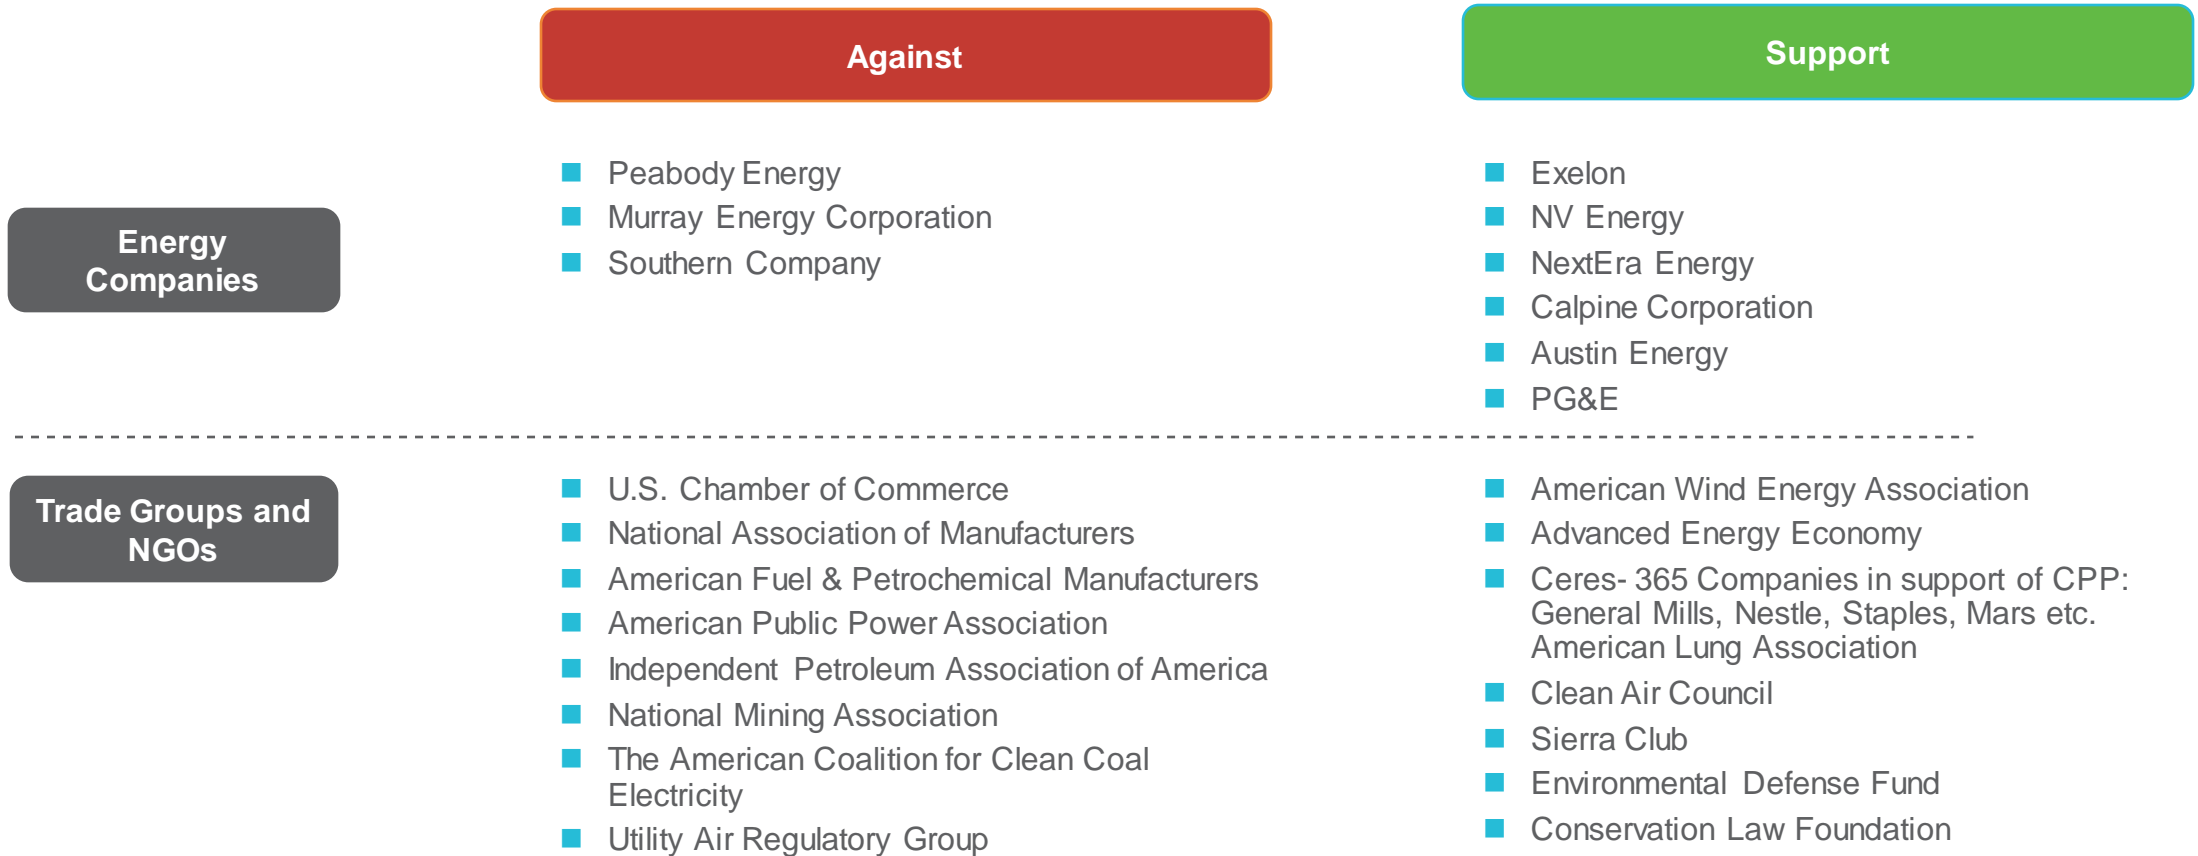 Against
Support
Energy
Companies
Peabody Energy
Murray Energy Corporation
Southern Company
Exelon
NV Energy
NextEra Energy
Calpine Corporation
Austin Energy
PG&E
Trade Groups and
NGOs
U.S. Chamber of Commerce
National Association of Manufacturers
American Fuel & Petrochemical Manufacturers
American Public Power Association
Independent Petroleum Association of America
National Mining Association
The American Coalition for Clean Coal
Electricity
Utility Air Regulatory Group
American Wind Energy Association
Advanced Energy Economy
Ceres- 365 Companies in support of CPP:
General Mills, Nestle, Staples, Mars etc.
American Lung Association
Clean Air Council
Sierra Club
Environmental Defense Fund
Conservation Law Foundation